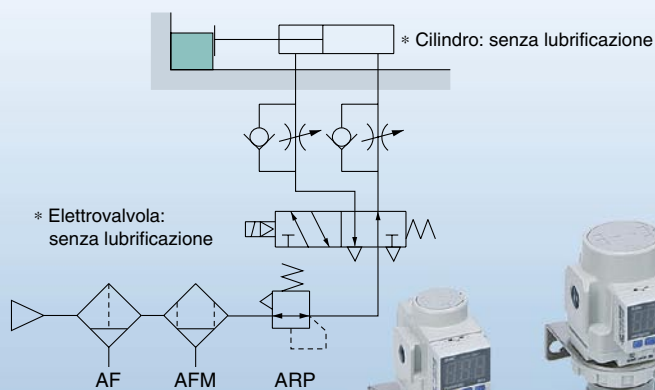 * Cilindro: senza lubrificazione
* Elettrovalvola:
senza lubrificazione
AF AFM ARP